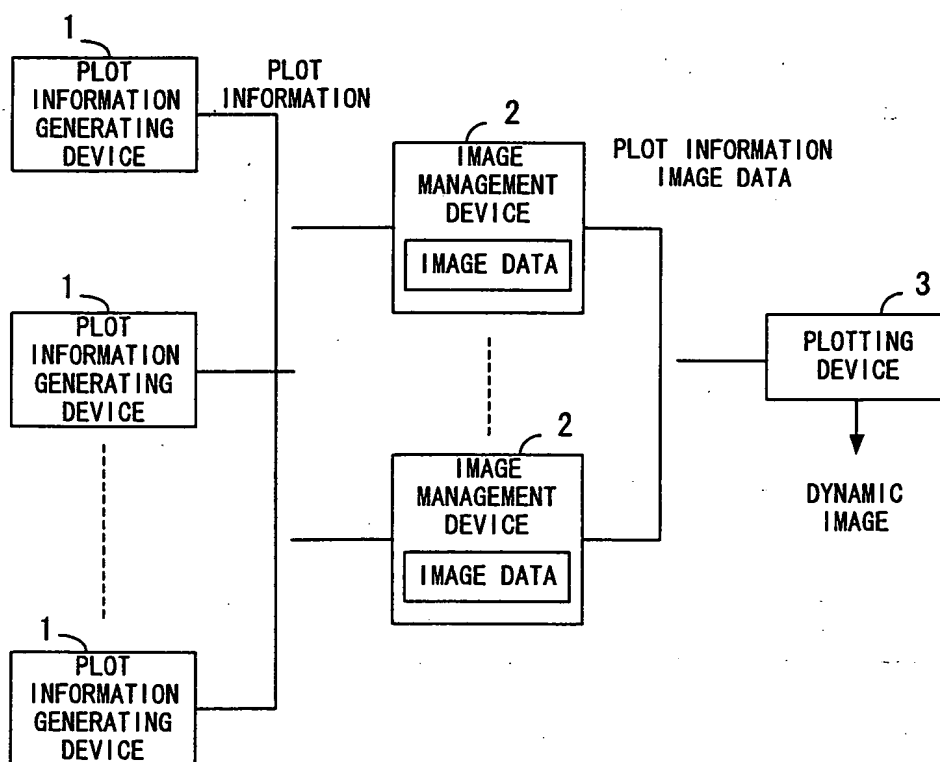 1
PLOT
INFORMATION
GENERATING
DEVICE
PLOT
INFORMATION
2
IMAGE
MANAGEMENT
DEVICE
IMAGE DATA
PLOT INFORMATION
IMAGE DATA
1
PLOT
INFORMATION
GENERATING
DEVICE
3
PLOTTING
DEVICE
DYNAMIC
IMAGE
2
IMAGE
MANAGEMENT
DEVICE
IMAGE DATA
1
PLOT
INFORMATION
GENERATING
DEVICE